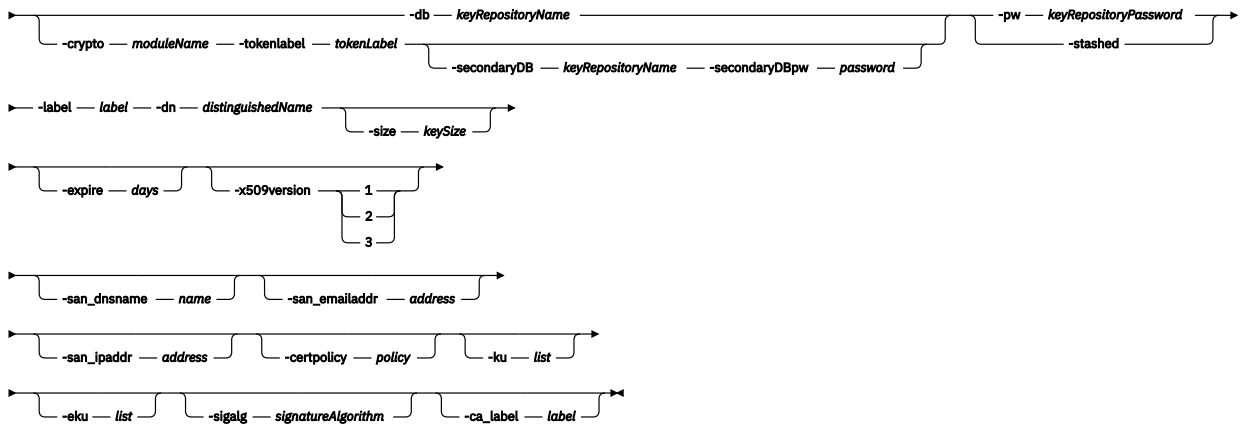 -db keyRepositoryName -pw keyRepositoryPassword
-crypto moduleName -tokenlabel tokenLabel -stashed
-secondaryDB keyRepositoryName -secondaryDBpw password
-label label -dn distinguishedName
-size keySize
-expire days -x509version 1
2
3
-san_dnsname name -san_emailaddr address
-san_ipaddr address -certpolicy policy -ku list
-eku list -sigalg signatureAlgorithm -ca_label label